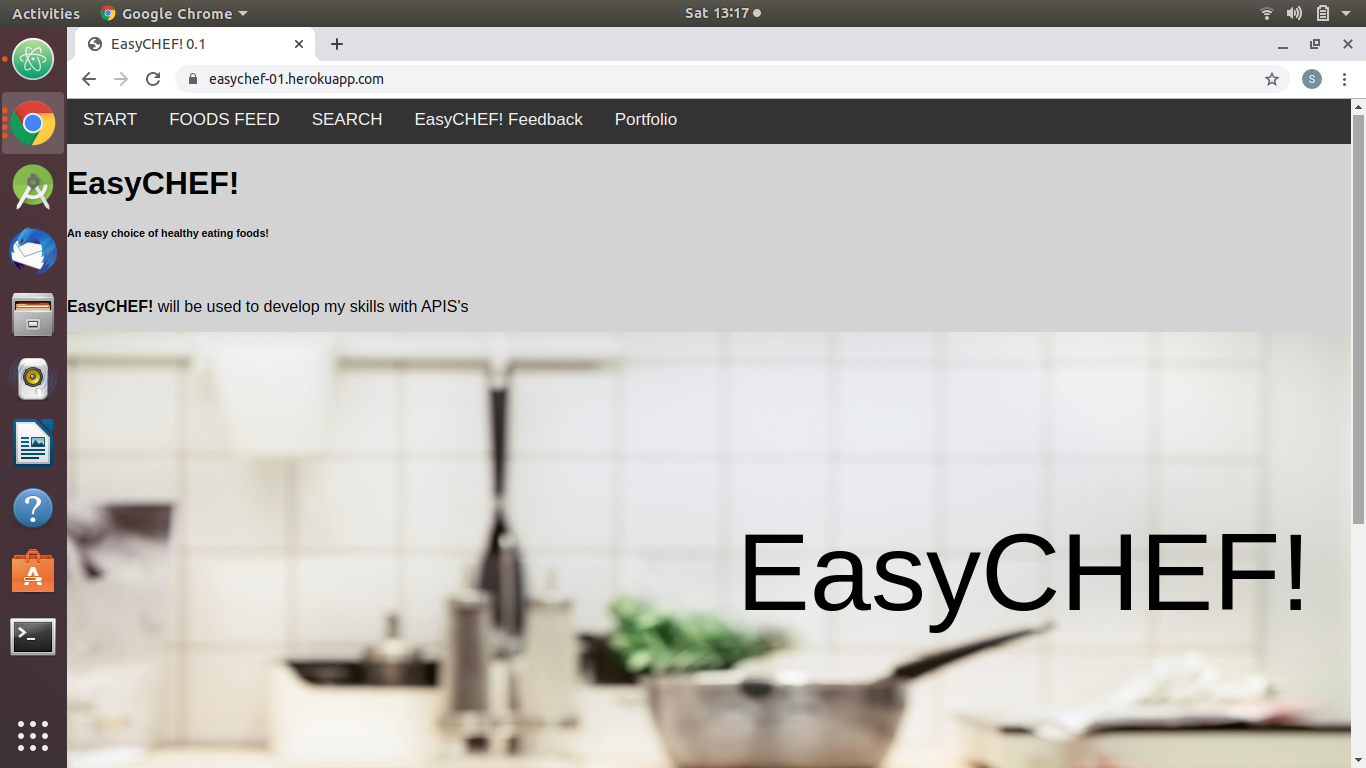 Activities Google Chrome Sat 13:17
EasyCHEF! 0.1
easychef-01.herokuapp.com S
START FOODS FEED SEARCH EasyCHEF! Feedback Portfolio
EasyCHEF!
An easy choice of healthy eating foods!
EasyCHEF! will be used to develop my skills with APIS's
EasyCHEF!